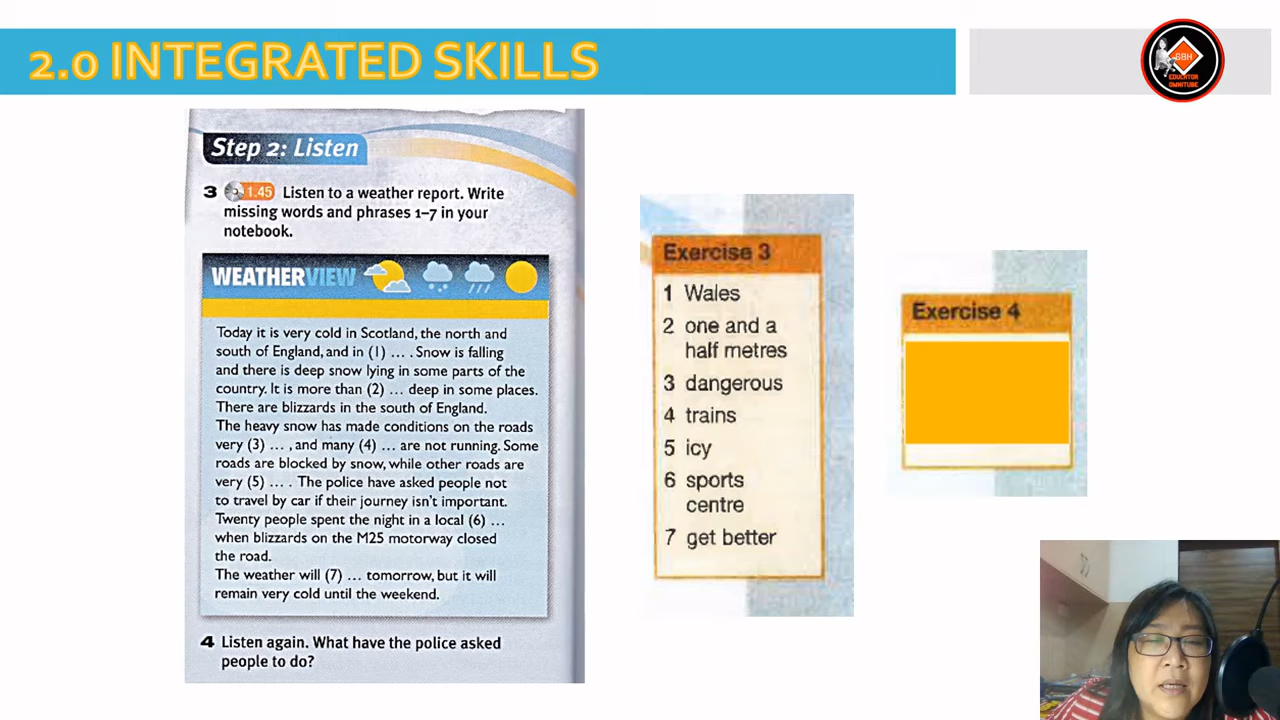 2.0 INTEGRATED SKILLS
GBH
EDUCATOR
OMNITUBE
Step 2: Listen
3 1.45 Listen to a weather report. Write
missing words and phrases 1–7 in your
notebook.
WEATHERVIEW
Today it is very cold in Scotland, the north and
south of England, and in (1) ... . Snow is falling
and there is deep snow lying in some parts of the
country. It is more than (2) ... deep in some places.
There are blizzards in the south of England.
The heavy snow has made conditions on the roads
very (3) ... , and many (4) ... are not running. Some
roads are blocked by snow, while other roads are
very (5) ... . The police have asked people not
to travel by car if their journey isn't important.
Twenty people spent the night in a local (6) ...
when blizzards on the M25 motorway closed
the road.
The weather will (7) ... tomorrow, but it will
remain very cold until the weekend.
4 Listen again. What have the police asked
people to do?
Exercise 3
1 Wales
2 one and a
half metres
3 dangerous
4 trains
5 icy
6 sports
centre
7 get better
Exercise 4